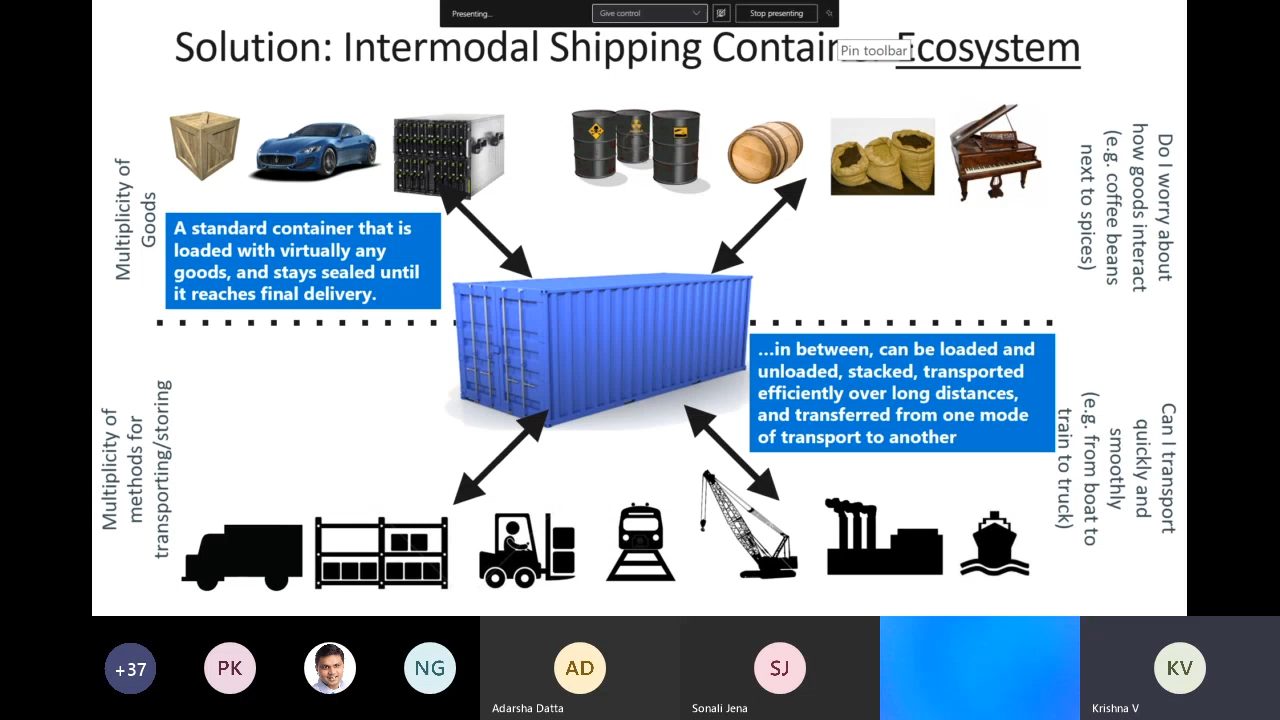 Presenting...
Give control
Stop presenting
Solution: Intermodal Shipping Container Ecosystem
Pin toolbar
Multiplicity of
Goods
Do I worry about
how goods interact
(e.g. coffee beans
next to spices)
A standard container that is
loaded with virtually any
goods, and stays sealed until
it reaches final delivery.
...in between, can be loaded and
unloaded, stacked, transported
efficiently over long distances,
and transferred from one mode
of transport to another
Multiplicity of
methods for
transporting/storing
Can I transport
quickly and
smoothly
(e.g. from boat to
train to truck)
+37
PK
NG
AD
SJ
KV
Adarsha Datta
Sonali Jena
Krishna V